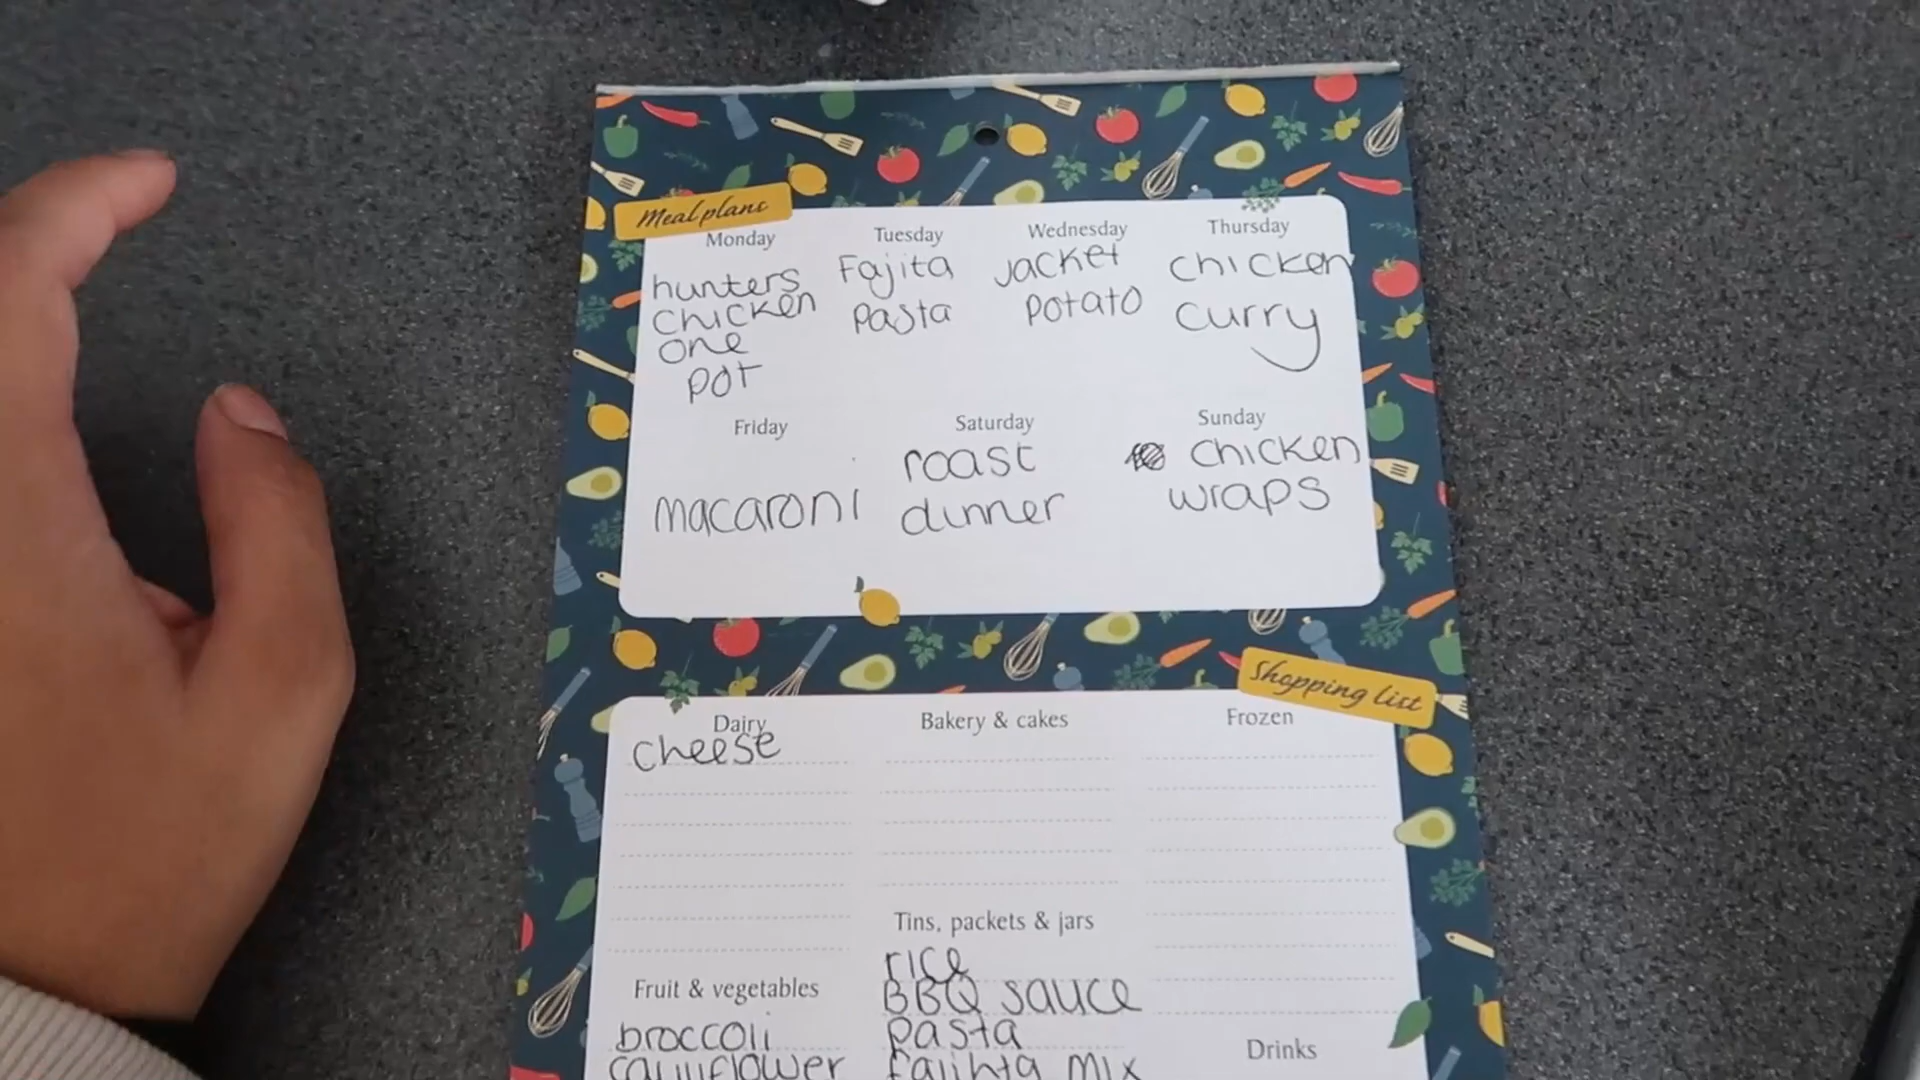 Meal plans
Monday
hunters
chicken
one
pot
Tuesday
Fajita
Pasta
Wednesday
Jacket
Potato
Thursday
chicken
curry
Friday
macaroni
Saturday
roast
dinner
Sunday
chicken
wraps
Shopping list
Dairy
cheese
Bakery & cakes
Frozen
Tins, packets & jars
rice
BBQ sauce
pasta
Fruit & vegetables
broccoli
cauliflower
Drinks